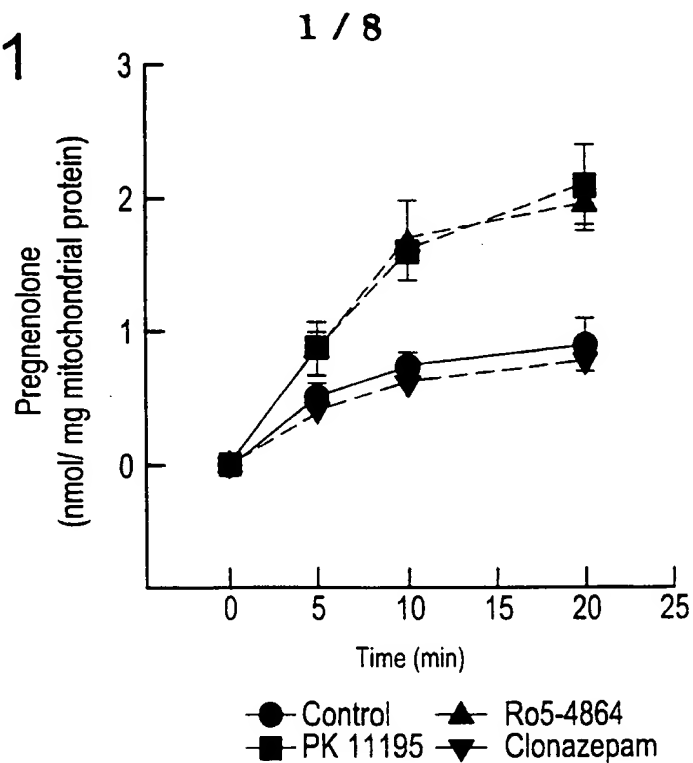 1 / 8
1
3
2
1
0
Pregnenolone
(nmol/ mg mitochondrial protein)
0 5 10 15 20 25
Time (min)
Control Ro5-4864
PK 11195 Clonazepam